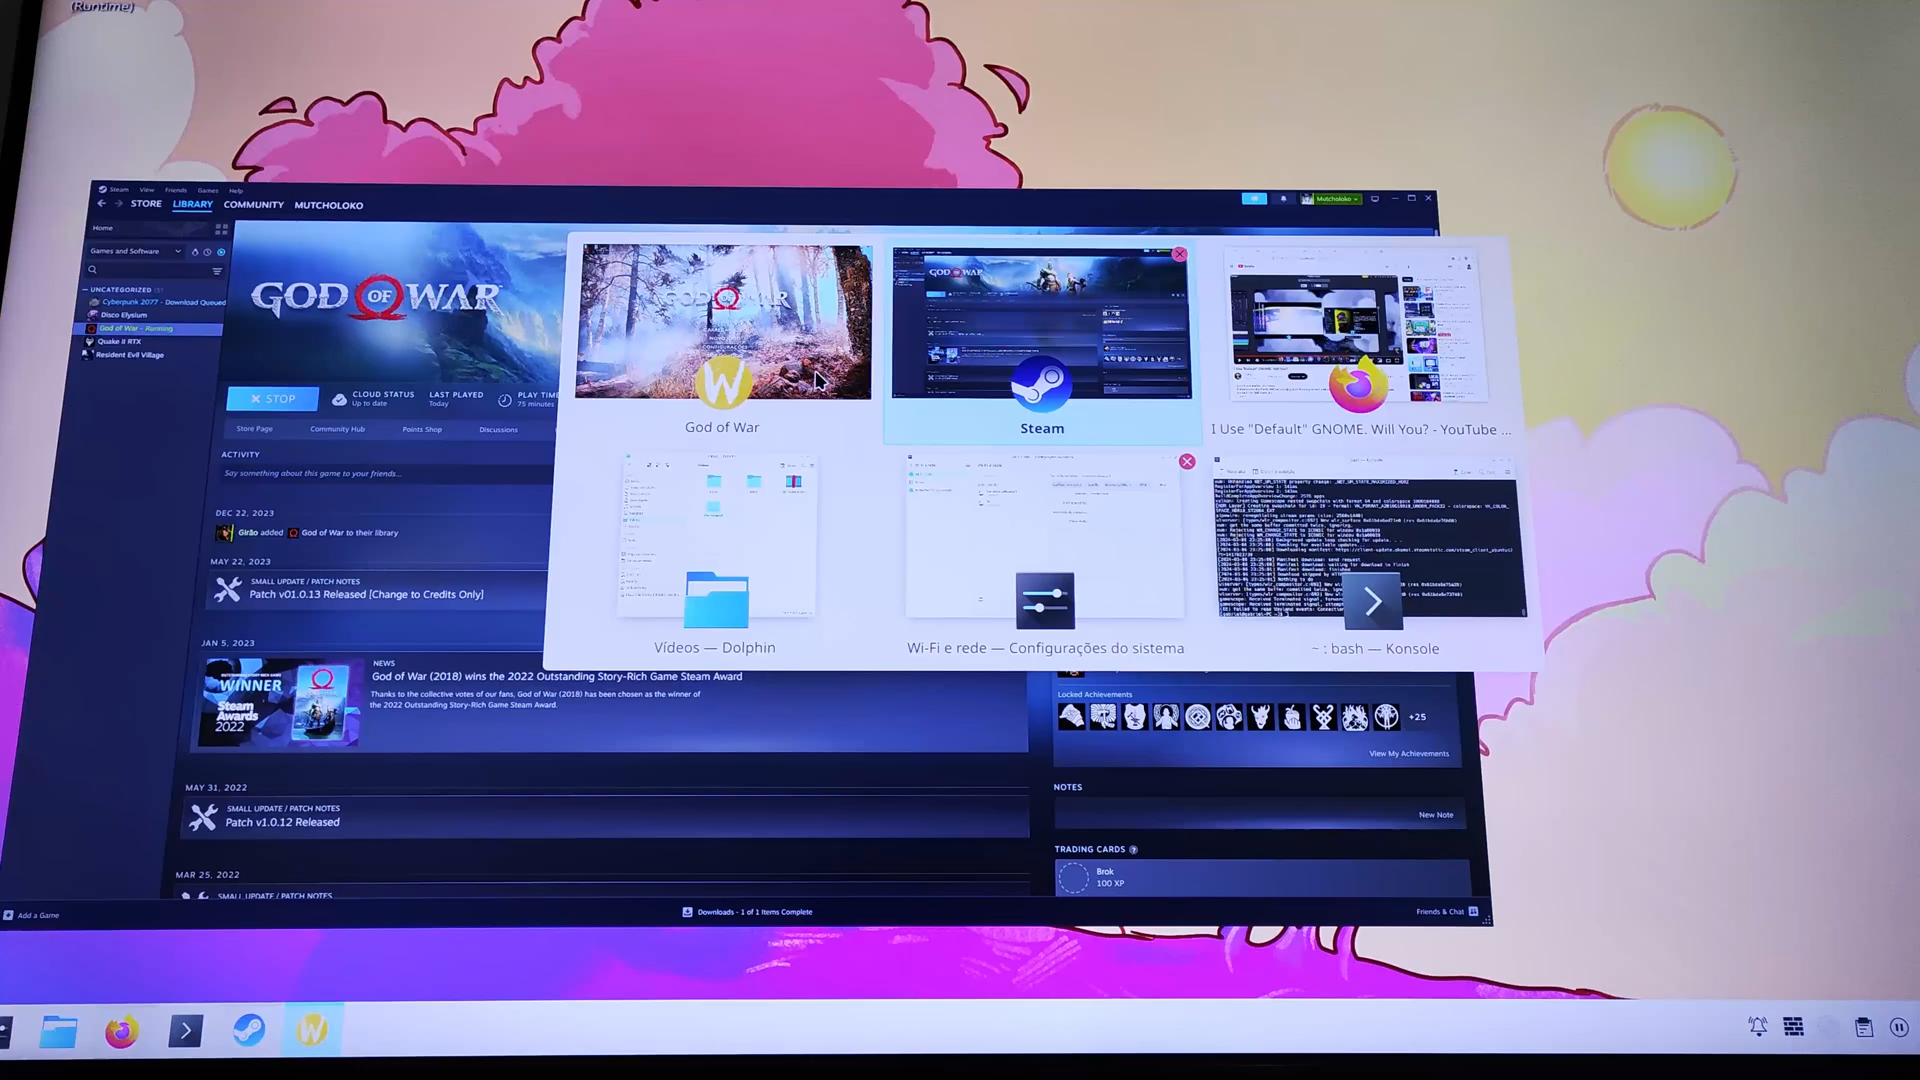 (Runtime)
Steam View Friends Games Help
STORE LIBRARY COMMUNITY MUTCHOLOKO
Mutcholoko
Home
Games and Software
UNCATEGORIZED (5)
Cyberpunk 2077 - Download Queued
Disco Elysium
God of War - Running
Quake II RTX
Resident Evil Village
GOD OF WAR
STOP
CLOUD STATUS
Up to date
LAST PLAYED
Today
PLAY TIME
75 minutes
Store Page Community Hub Points Shop Discussions
ACTIVITY
Say something about this game to your friends...
DEC 22, 2023
Girão added God of War to their library
MAY 22, 2023
SMALL UPDATE / PATCH NOTES
Patch v01.0.13 Released [Change to Credits Only]
JAN 5, 2023
WINNER
Steam Awards 2022
NEWS
God of War (2018) wins the 2022 Outstanding Story-Rich Game Steam Award
Thanks to the collective votes of our fans, God of War (2018) has been chosen as the winner of
the 2022 Outstanding Story-Rich Game Steam Award.
MAY 31, 2022
SMALL UPDATE / PATCH NOTES
Patch v1.0.12 Released
MAR 25, 2022
SMALL UPDATE / PATCH NOTES
God of War
Steam
I Use "Default" GNOME. Will You? - YouTube ...
Vídeos — Dolphin
Wi-Fi e rede — Configurações do sistema
~ : bash — Konsole
Locked Achievements
+25
View My Achievements
NOTES
New Note
TRADING CARDS
Brok
100 XP
Add a Game
Downloads - 1 of 1 Items Complete
Friends & Chat